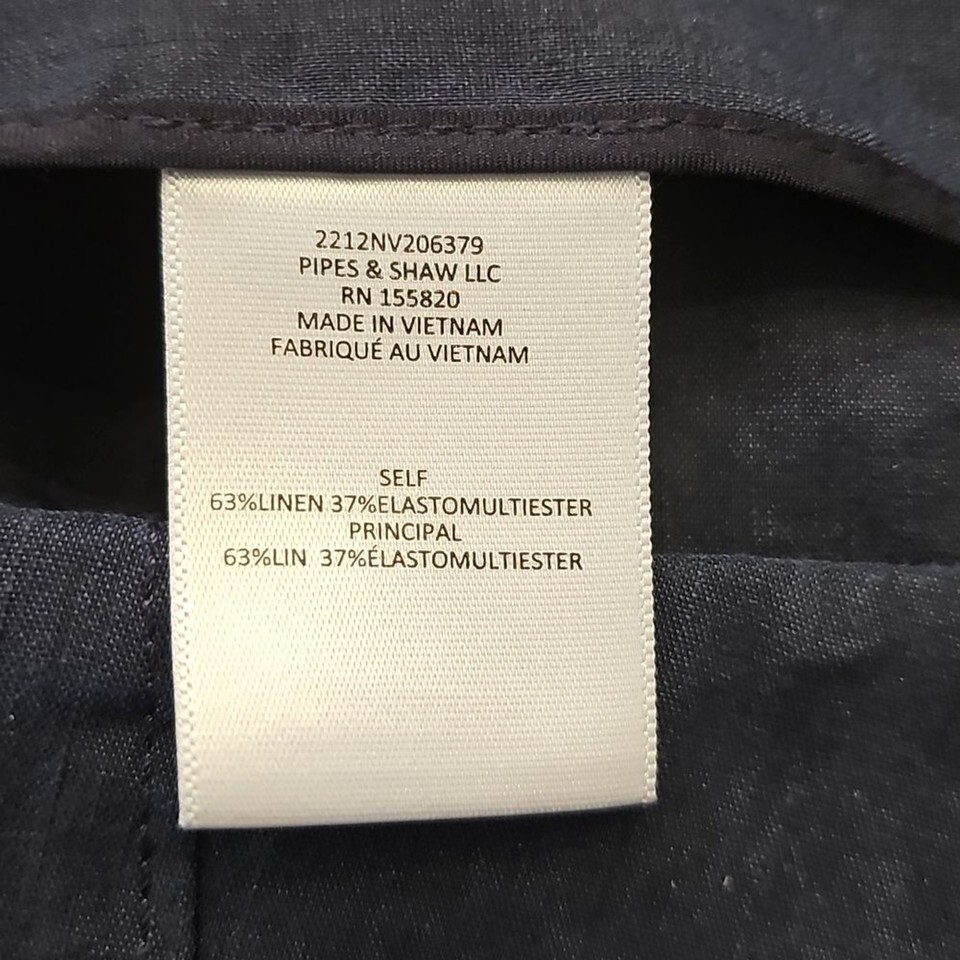 2212NV206379
PIPES & SHAW LLC
RN 155820
MADE IN VIETNAM
FABRIQUÉ AU VIETNAM
SELF
63%LINEN 37%ELASTOMULTIESTER
PRINCIPAL
63%LIN 37%ÉLASTOMULTIESTER